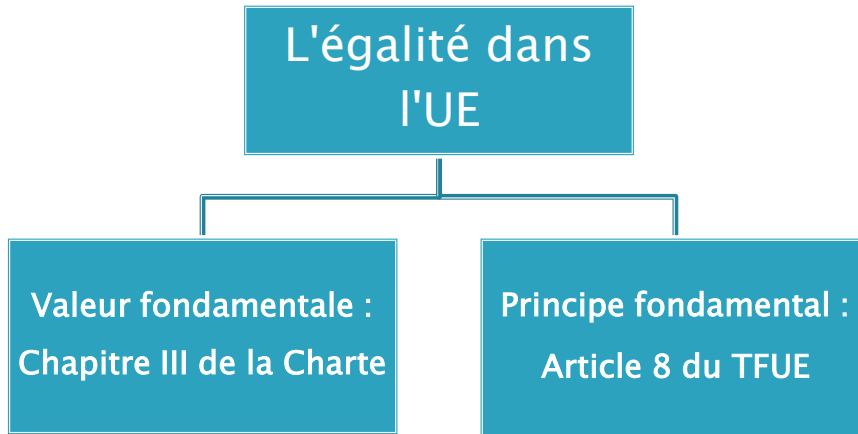 L'égalité dans
l'UE
Valeur fondamentale :
Chapitre III de la Charte
Principe fondamental :
Article 8 du TFUE